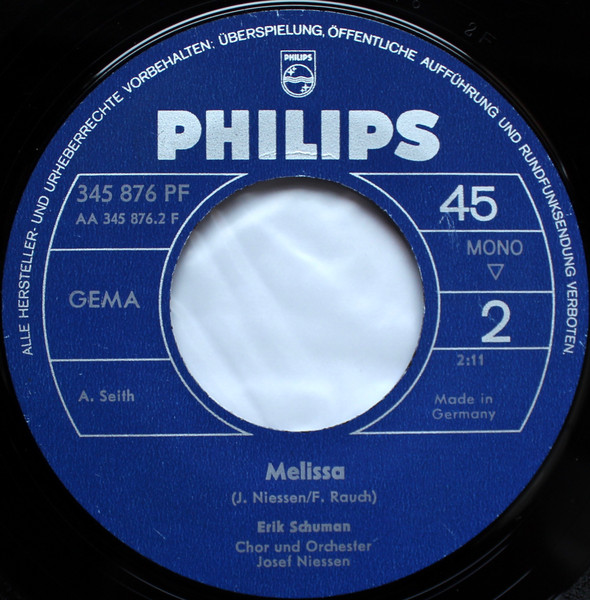 ALLE HERSTELLER- UND URHEBERRECHTE VORBEHALTEN: ÜBERSPIELUNG, ÖFFENTLICHE AUFFÜHRUNG UND RUNDFUNKSENDUNG VERBOTEN.
PHILIPS
PHILIPS
345 876 PF
AA 345 876.2 F
45
MONO
GEMA
2
2:11
A. Seith
Made in
Germany
Melissa
(J. Niessen/F. Rauch)
Erik Schuman
Chor und Orchester
Josef Niessen